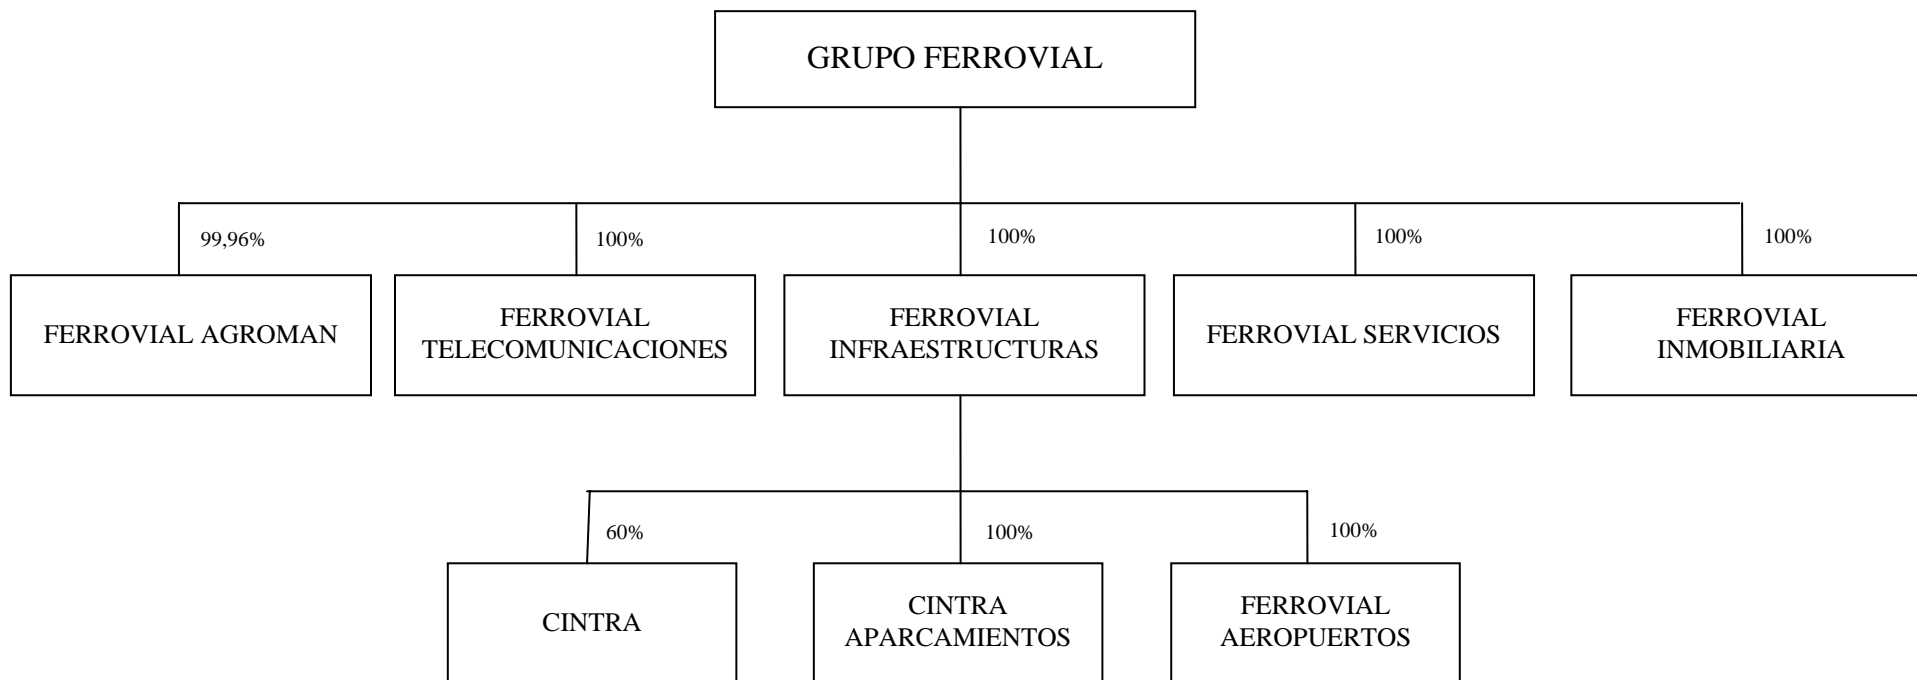 GRUPO FERROVIAL
99,96%
100%
100%
100%
100%
FERROVIAL AGROMAN
FERROVIAL
TELECOMUNICACIONES
FERROVIAL
INFRAESTRUCTURAS
FERROVIAL SERVICIOS
FERROVIAL
INMOBILIARIA
60%
100%
100%
CINTRA
CINTRA
APARCAMIENTOS
FERROVIAL
AEROPUERTOS